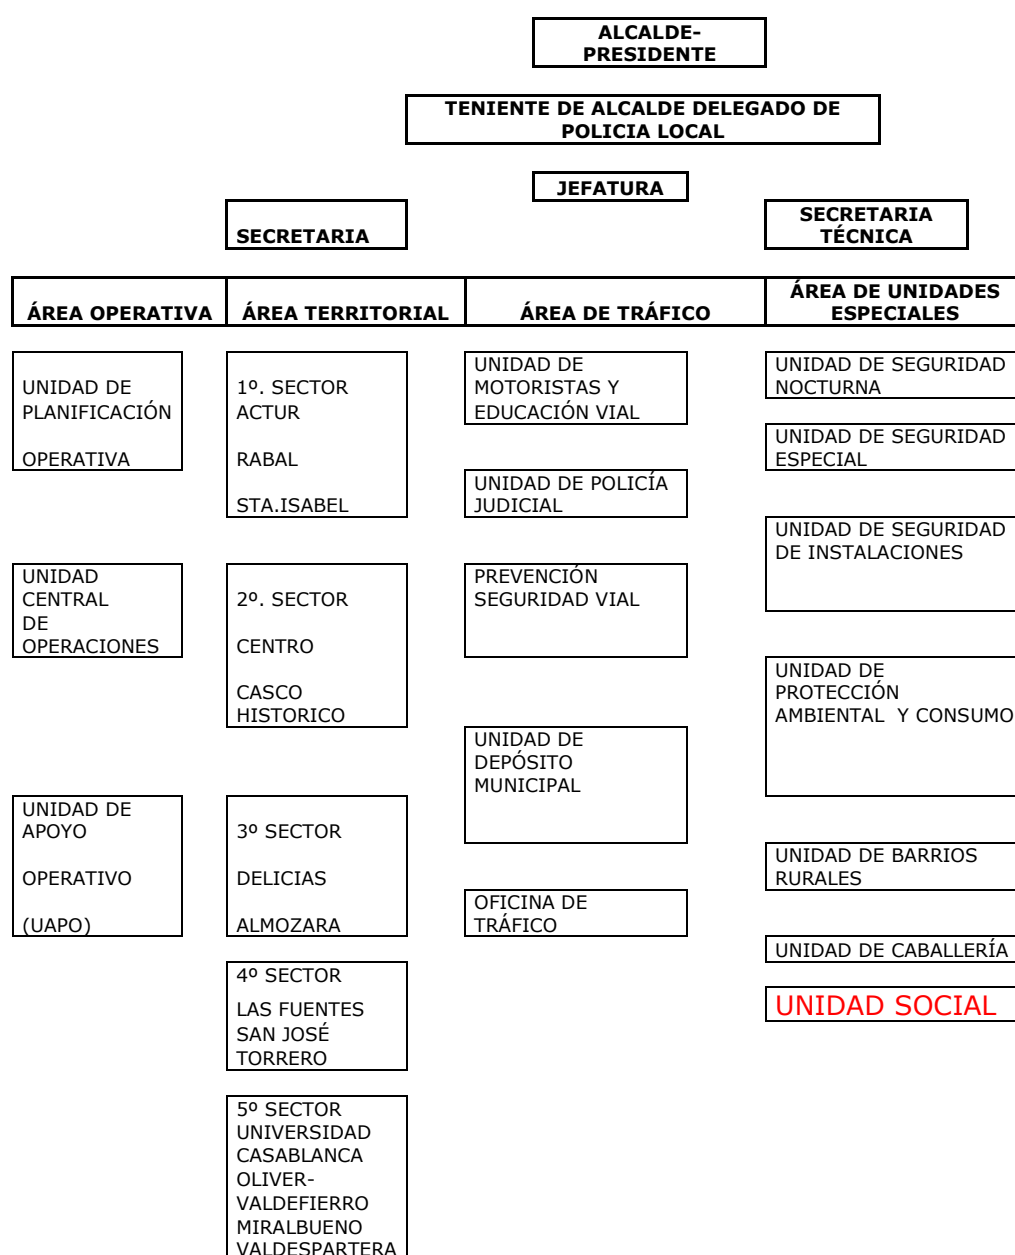 ALCALDE-
PRESIDENTE
TENIENTE DE ALCALDE DELEGADO DE
POLICIA LOCAL
JEFATURA
SECRETARIA
SECRETARIA
TÉCNICA
ÁREA OPERATIVA
ÁREA TERRITORIAL
ÁREA DE TRÁFICO
ÁREA DE UNIDADES
ESPECIALES
UNIDAD DE
PLANIFICACIÓN
OPERATIVA
UNIDAD
CENTRAL
DE
OPERACIONES
UNIDAD DE
APOYO
OPERATIVO
(UAPO)
1º. SECTOR
ACTUR
RABAL
STA.ISABEL
2º. SECTOR
CENTRO
CASCO
HISTORICO
3º SECTOR
DELICIAS
ALMOZARA
4º SECTOR
LAS FUENTES
SAN JOSÉ
TORRERO
5º SECTOR
UNIVERSIDAD
CASABLANCA
OLIVER-
VALDEFIERRO
MIRALBUENO
VALDESPARTERA
UNIDAD DE
MOTORISTAS Y
EDUCACIÓN VIAL
UNIDAD DE POLICÍA
JUDICIAL
PREVENCIÓN
SEGURIDAD VIAL
UNIDAD DE
DEPÓSITO
MUNICIPAL
OFICINA DE
TRÁFICO
UNIDAD DE SEGURIDAD
NOCTURNA
UNIDAD DE SEGURIDAD
ESPECIAL
UNIDAD DE SEGURIDAD
DE INSTALACIONES
UNIDAD DE
PROTECCIÓN
AMBIENTAL  Y CONSUMO
UNIDAD DE BARRIOS
RURALES
UNIDAD DE CABALLERÍA
UNIDAD SOCIAL